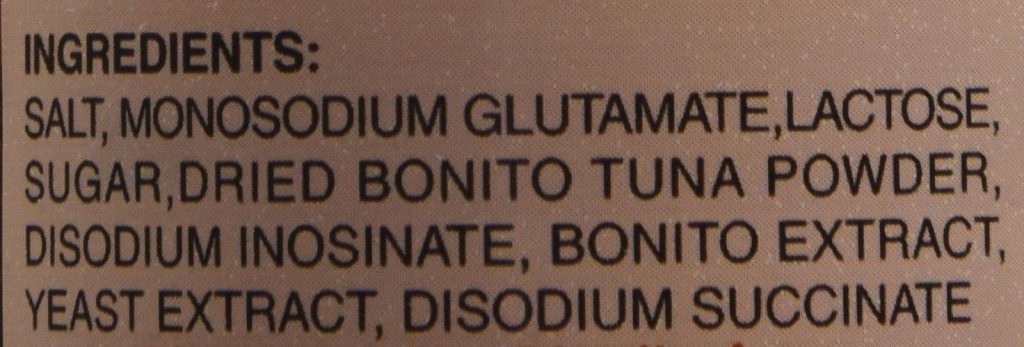 INGREDIENTS:
SALT, MONOSODIUM GLUTAMATE,LACTOSE,
SUGAR,DRIED BONITO TUNA POWDER,
DISODIUM INOSINATE, BONITO EXTRACT,
YEAST EXTRACT, DISODIUM SUCCINATE